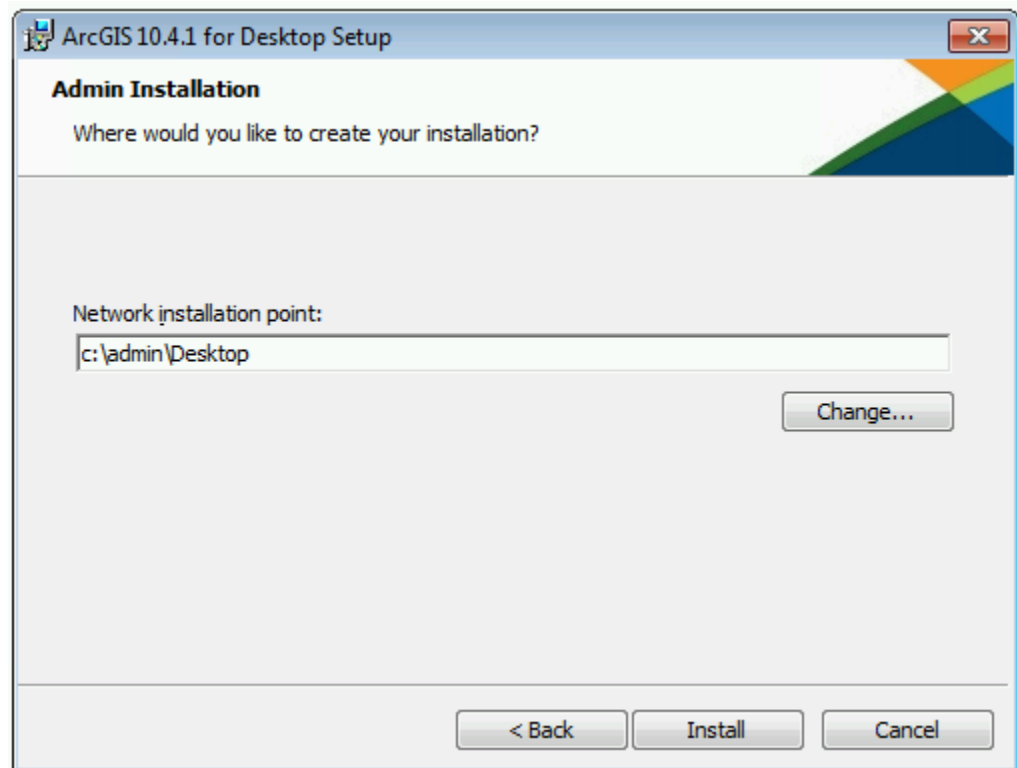 ArcGIS 10.4.1 for Desktop Setup
Admin Installation
Where would you like to create your installation?
Network installation point:
c:\admin\Desktop
Change...
< Back
Install
Cancel